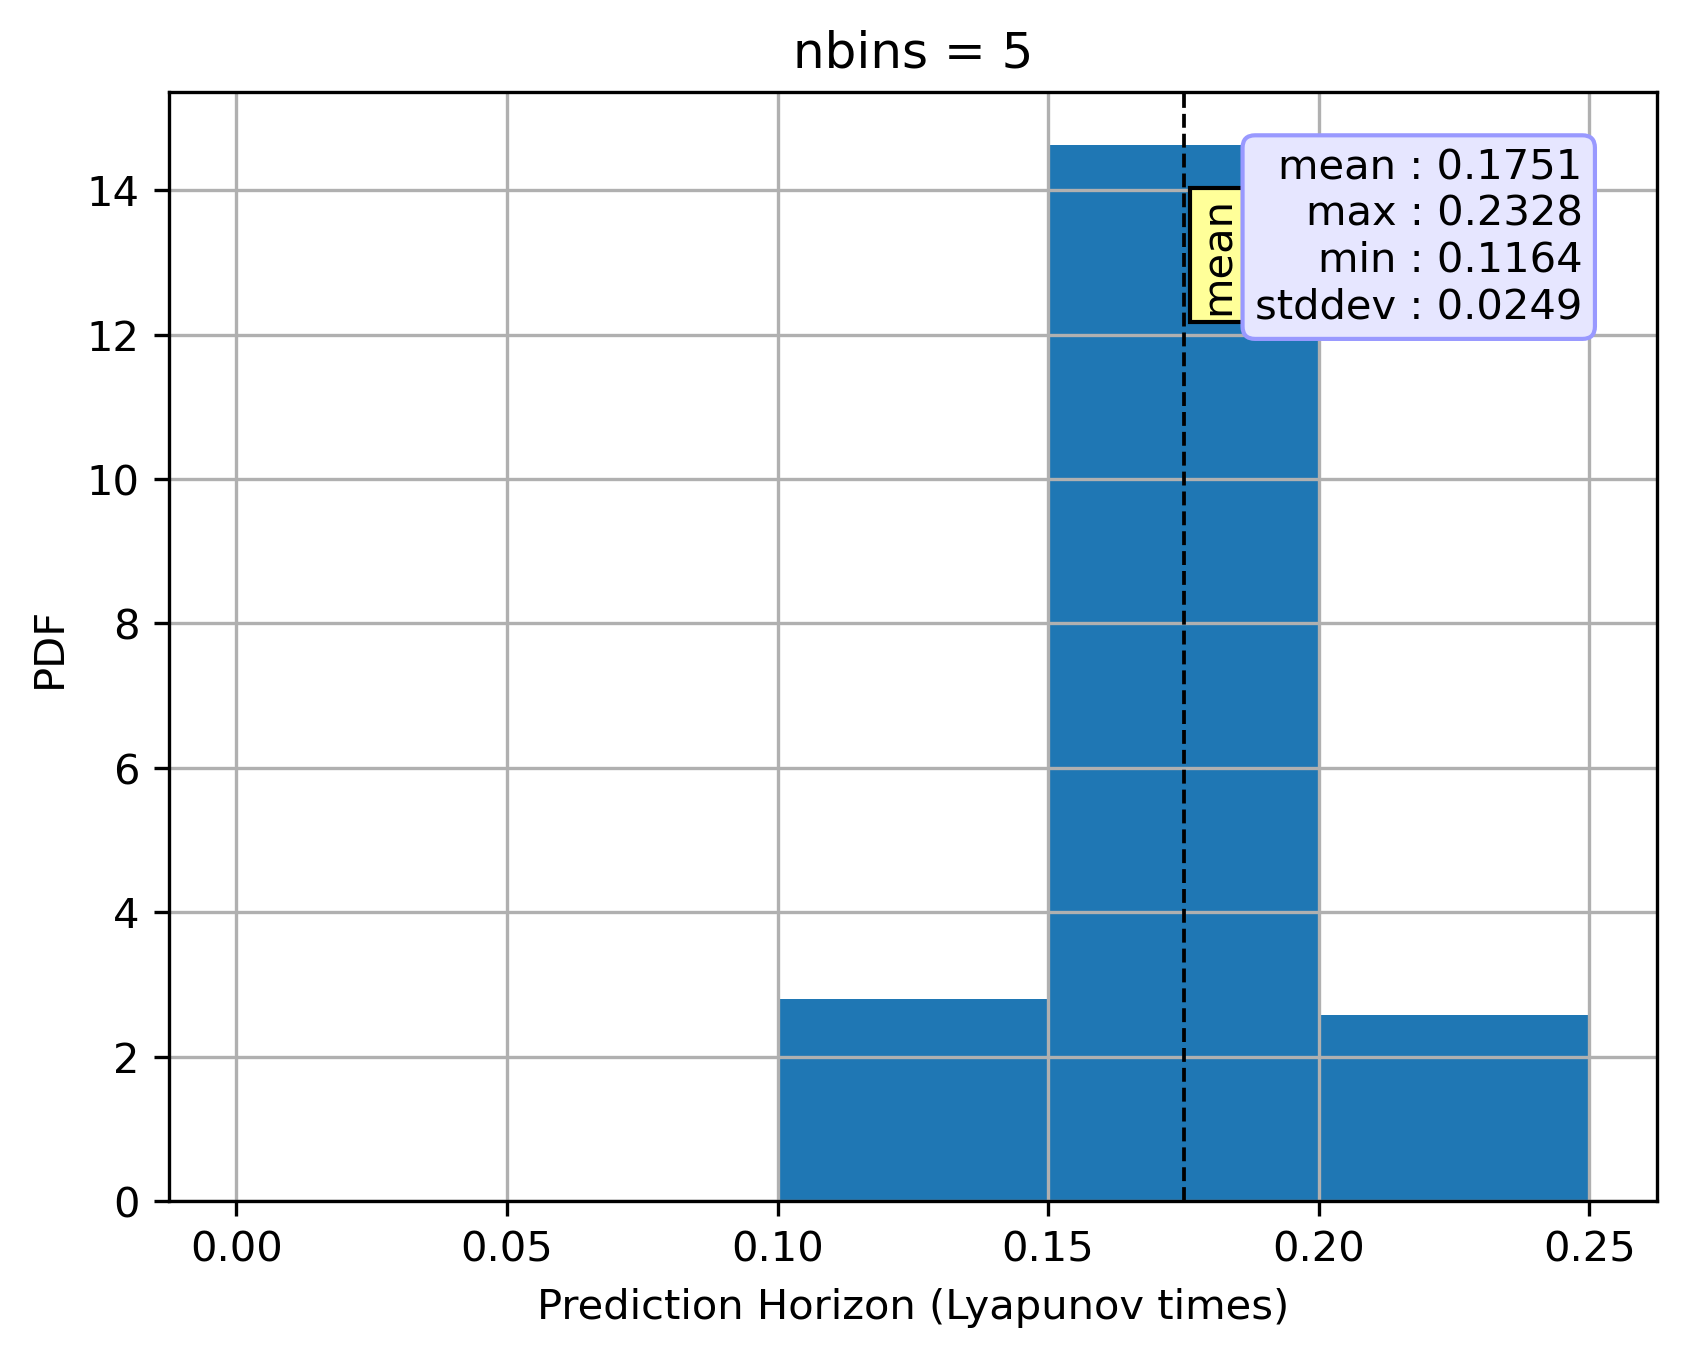 nbins = 5
mean : 0.1751
max : 0.2328
min : 0.1164
stddev : 0.0249
mean
14
12
10
8
6
4
2
0
PDF
0.00 0.05 0.10 0.15 0.20 0.25
Prediction Horizon (Lyapunov times)